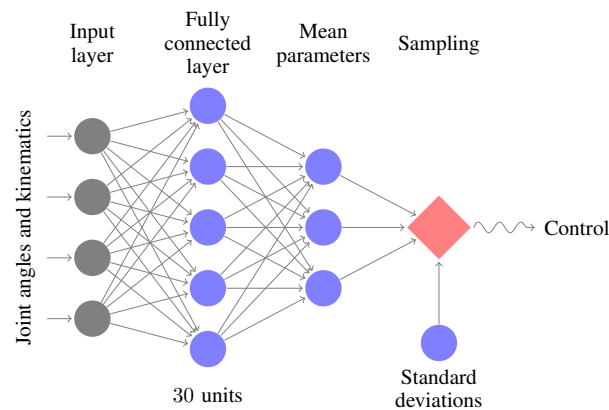 Input
layer
Fully
connected
layer
Mean
parameters
Sampling
Joint angles and kinematics
Control
30 units
Standard
deviations